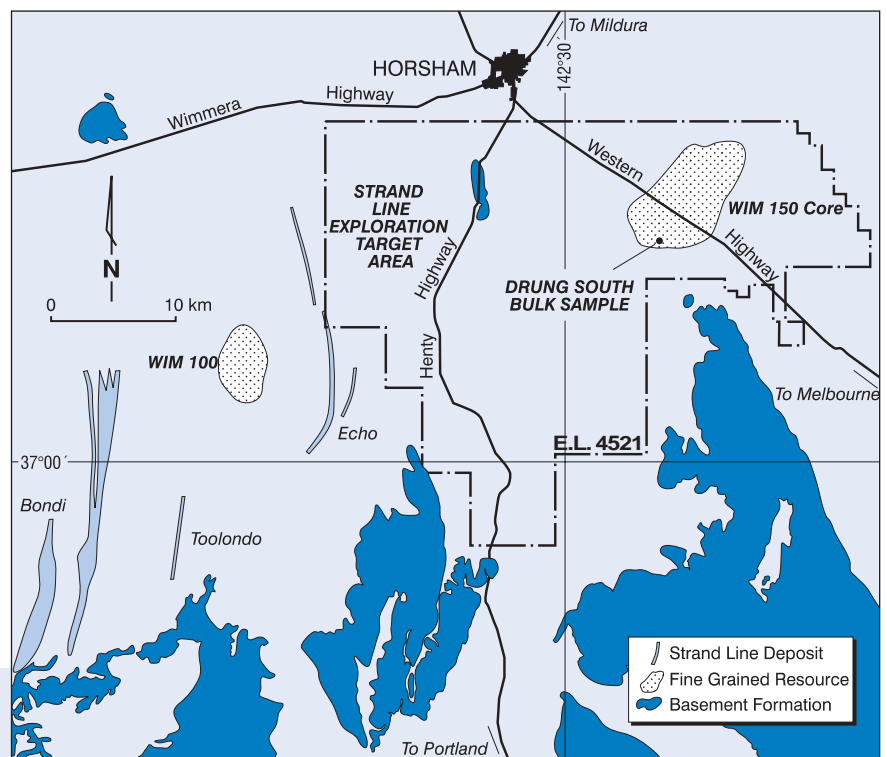 To Mildura
HORSHAM
142°30´
Wimmera Highway
Western Highway
STRAND
LINE
EXPLORATION
TARGET
AREA
WIM 150 Core
Henty Highway
N
0 10 km
DRUNG SOUTH
BULK SAMPLE
WIM 100
To Melbourne
Echo
E.L. 4521
37°00´
Bondi
Toolondo
Strand Line Deposit
Fine Grained Resource
Basement Formation
To Portland